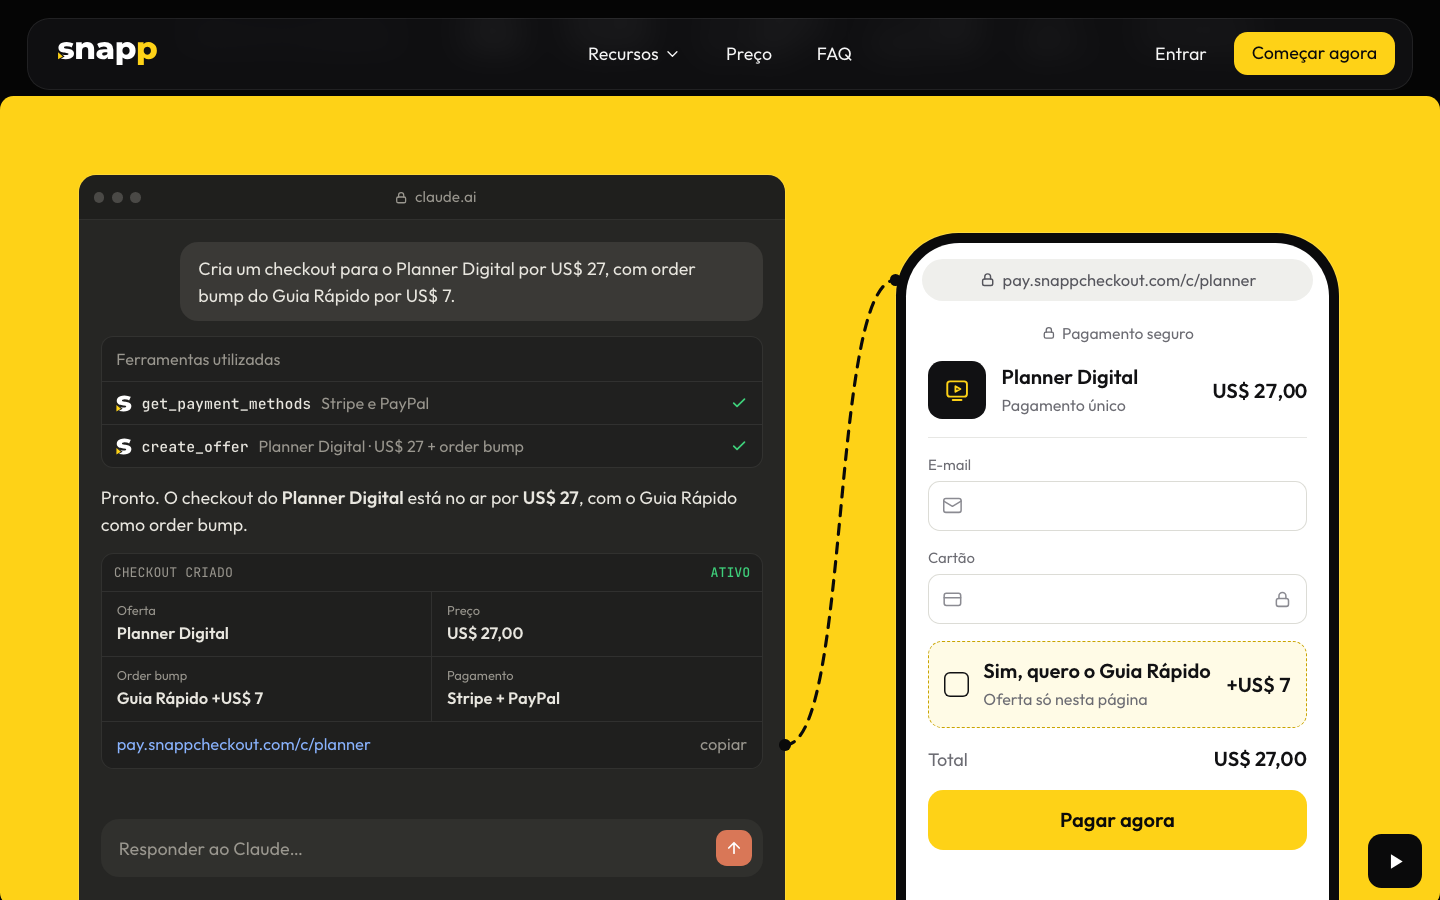 snapp
Recursos
Preço
FAQ
Entrar
Começar agora
claude.ai
Cria um checkout para o Planner Digital por US$ 27, com order
bump do Guia Rápido por US$ 7.
Ferramentas utilizadas
get_payment_methods Stripe e PayPal
create_offer Planner Digital · US$ 27 + order bump
Pronto. O checkout do Planner Digital está no ar por US$ 27, com o Guia Rápido
como order bump.
CHECKOUT CRIADO
ATIVO
Oferta
Planner Digital
Preço
US$ 27,00
Order bump
Guia Rápido +US$ 7
Pagamento
Stripe + PayPal
pay.snappcheckout.com/c/planner
copiar
Responder ao Claude...
pay.snappcheckout.com/c/planner
Pagamento seguro
Planner Digital
Pagamento único
US$ 27,00
E-mail
Cartão
Sim, quero o Guia Rápido
Oferta só nesta página
+US$ 7
Total
US$ 27,00
Pagar agora